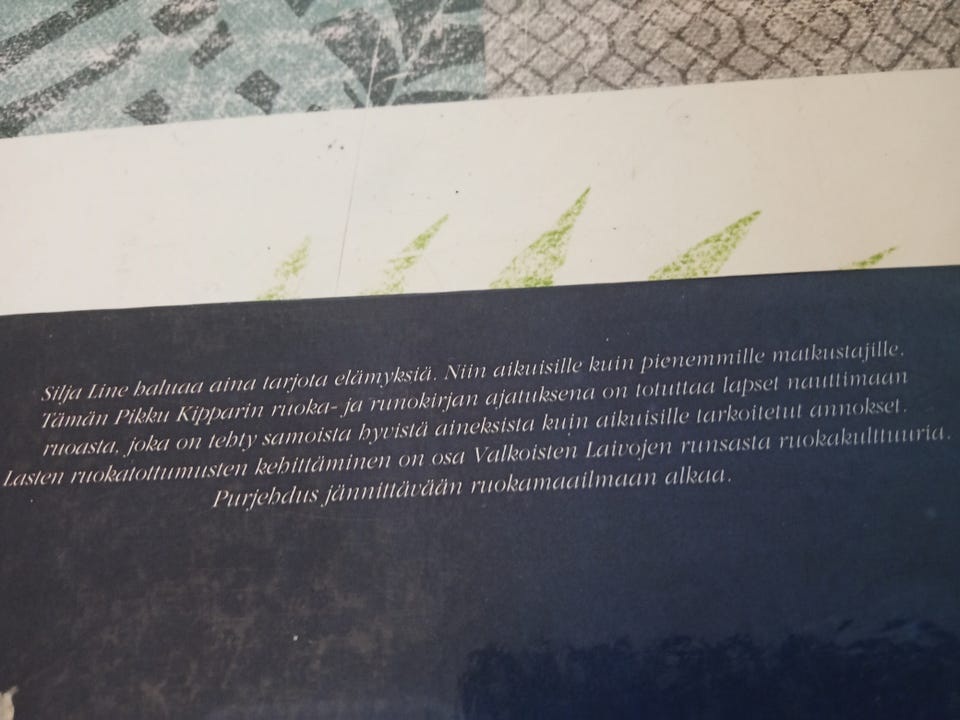 Silja Line haluaa aina tarjota elämyksiä. Niin aikuisille kuin pienemmille matkustajille.
Tämän Pikku Kipparin ruoka- ja runokirjan ajatuksena on totuttaa lapset nauttimaan
ruoasta, joka on tehty samoista hyvistä aineksista kuin aikuisille tarkoitetut annokset.
Lasten ruokatottumusten kehittäminen on osa Valkoisten Laivojen runsasta ruokakulttuuria.
Purjehdus jännittävään ruokamaailmaan alkaa.